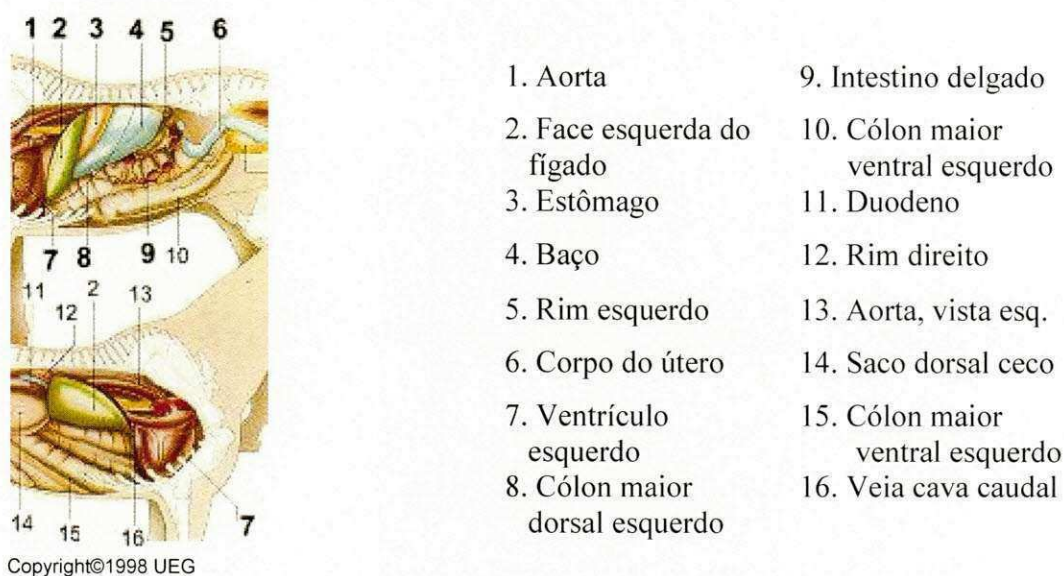 1 2 3 4 5 6
7 8 9 10
11 2 13
12
14 15 16 7
Copyright©1998 UEG
1. Aorta
2. Face esquerda do
fígado
3. Estômago
4. Baço
5. Rim esquerdo
6. Corpo do útero
7. Ventrículo
esquerdo
8. Cólon maior
dorsal esquerdo
9. Intestino delgado
10. Cólon maior
ventral esquerdo
11. Duodeno
12. Rim direito
13. Aorta, vista esq.
14. Saco dorsal ceco
15. Cólon maior
ventral esquerdo
16. Veia cava caudal